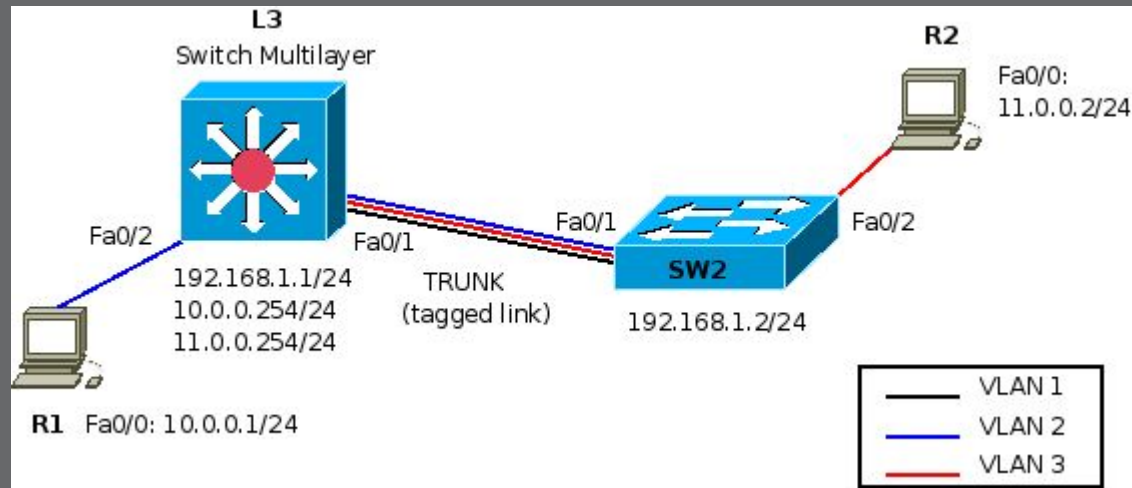 L3
Switch Multilayer
R2
Fa0/0:
11.0.0.2/24
Fa0/2
Fa0/1
Fa0/1
Fa0/2
SW2
192.168.1.1/24
10.0.0.254/24
11.0.0.254/24
TRUNK
(tagged link)
192.168.1.2/24
R1 Fa0/0: 10.0.0.1/24
VLAN 1
VLAN 2
VLAN 3